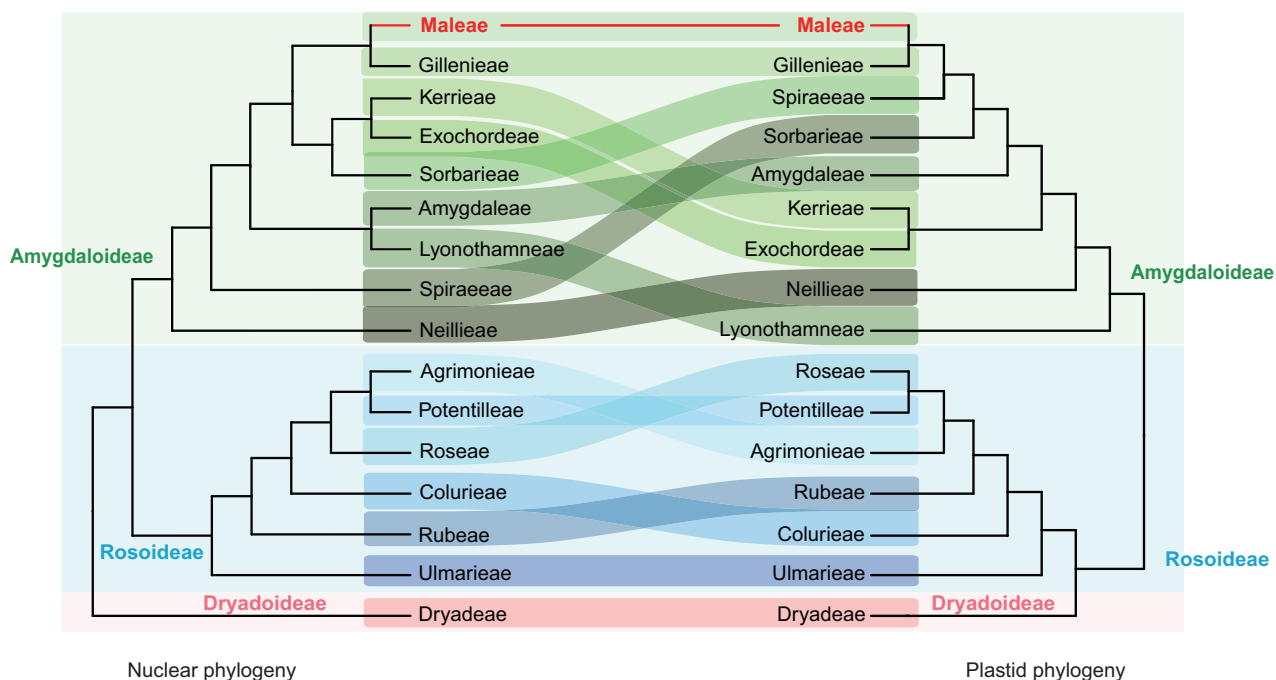 Maleae Maleae
Gillenieae Gillenieae
Kerrieae Spiraeeae
Exochordeae Sorbarieae
Sorbarieae Amygdaleae
Amygdaleae Kerrieae
Lyonothamneae Exochordeae
Amygdaloideae Amygdaloideae
Spiraeeae Neillieae
Neillieae Lyonothamneae
Agrimonieae Roseae
Potentilleae Potentilleae
Roseae Agrimonieae
Colurieae Rubeae
Rubeae Colurieae
Rosoideae Rosoideae
Ulmarieae Ulmarieae
Dryadoideae Dryadoideae
Dryadeae Dryadeae
Nuclear phylogeny Plastid phylogeny